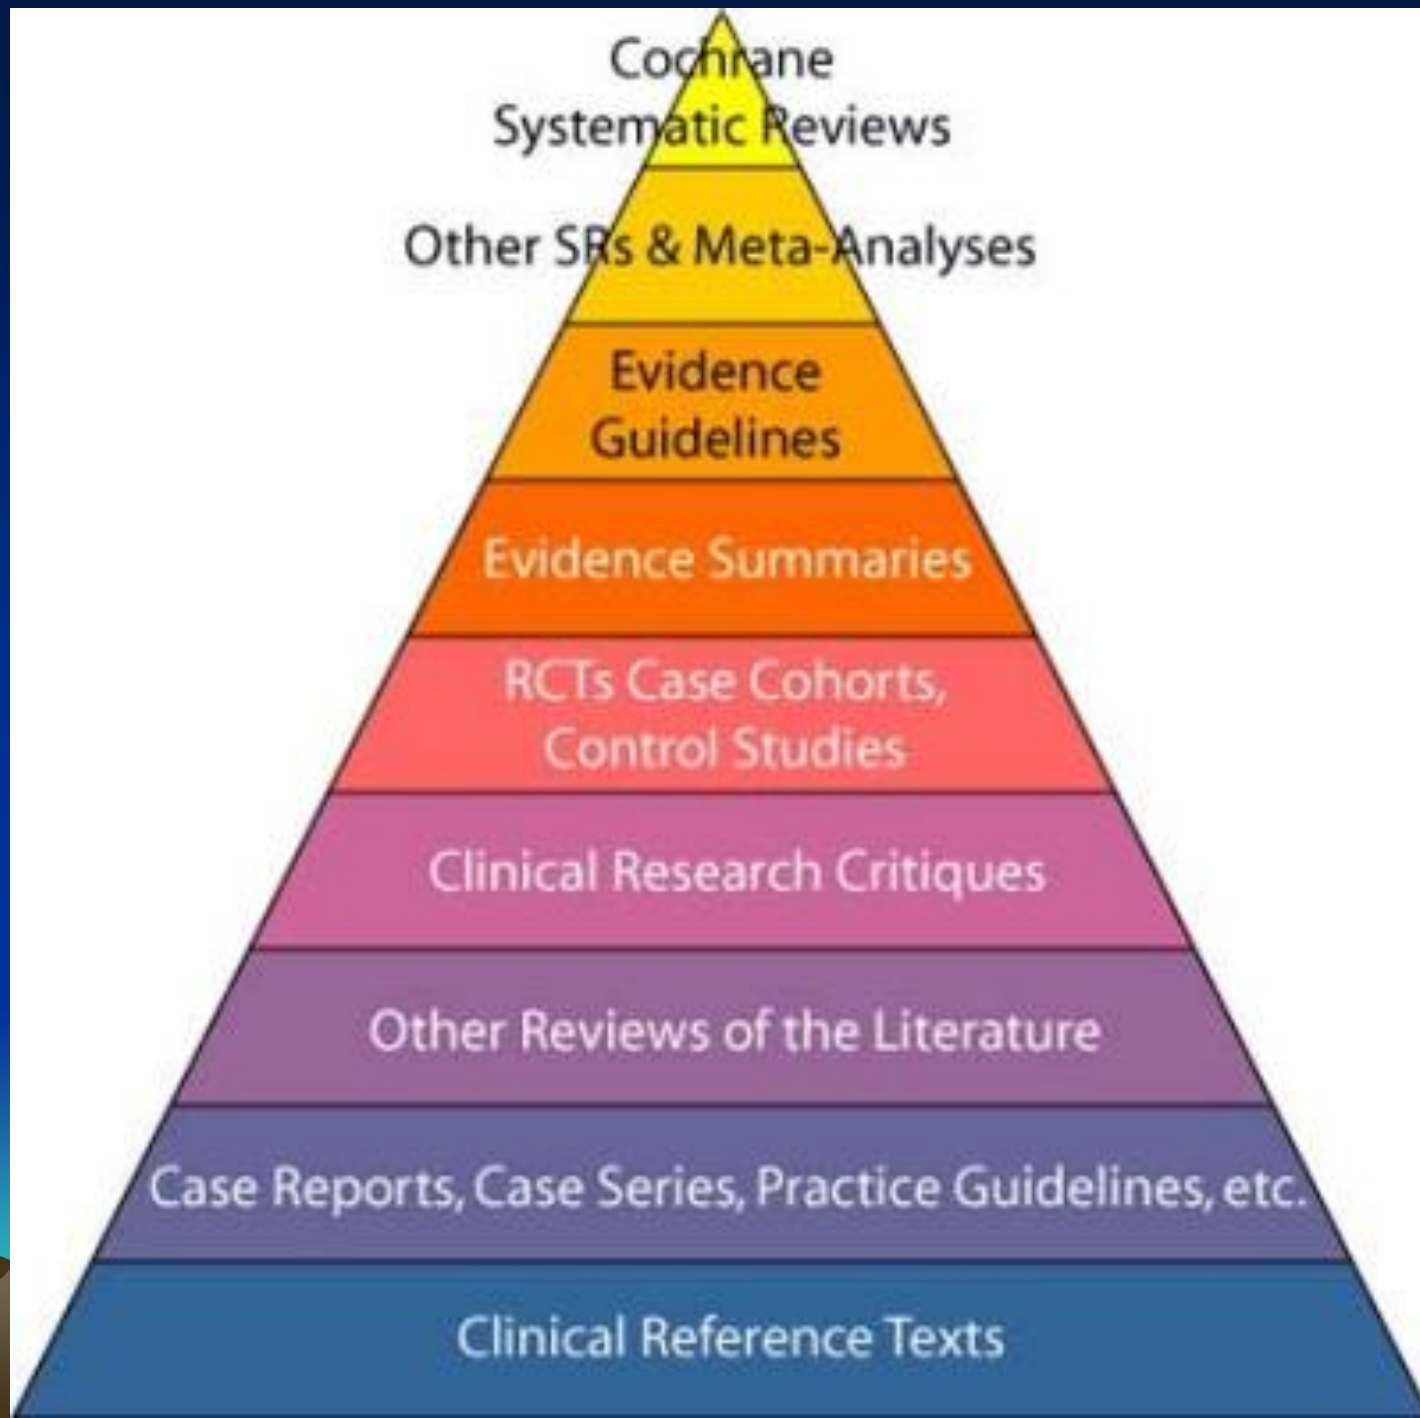 Cochrane
Systematic Reviews
Other SRs & Meta-Analyses
Evidence
Guidelines
Evidence Summaries
RCTs Case Cohorts,
Control Studies
Clinical Research Critiques
Other Reviews of the Literature
Case Reports, Case Series, Practice Guidelines, etc.
Clinical Reference Texts